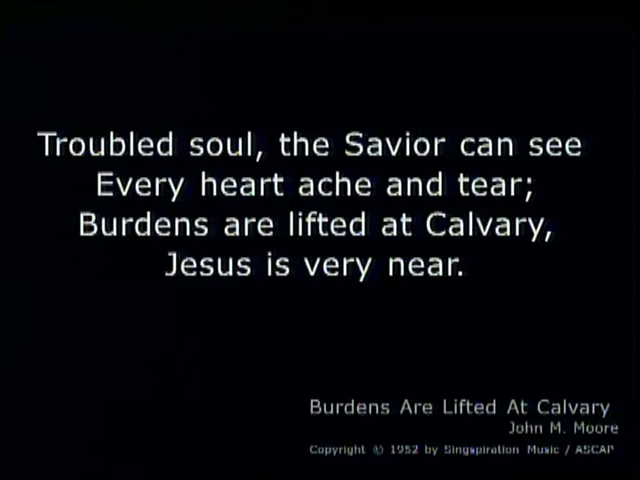 Troubled soul, the Savior can see
Every heart ache and tear;
Burdens are lifted at Calvary,
Jesus is very near.
Burdens Are Lifted At Calvary
John M. Moore
Copyright © 1952 by Singspiration Music / ASCAP